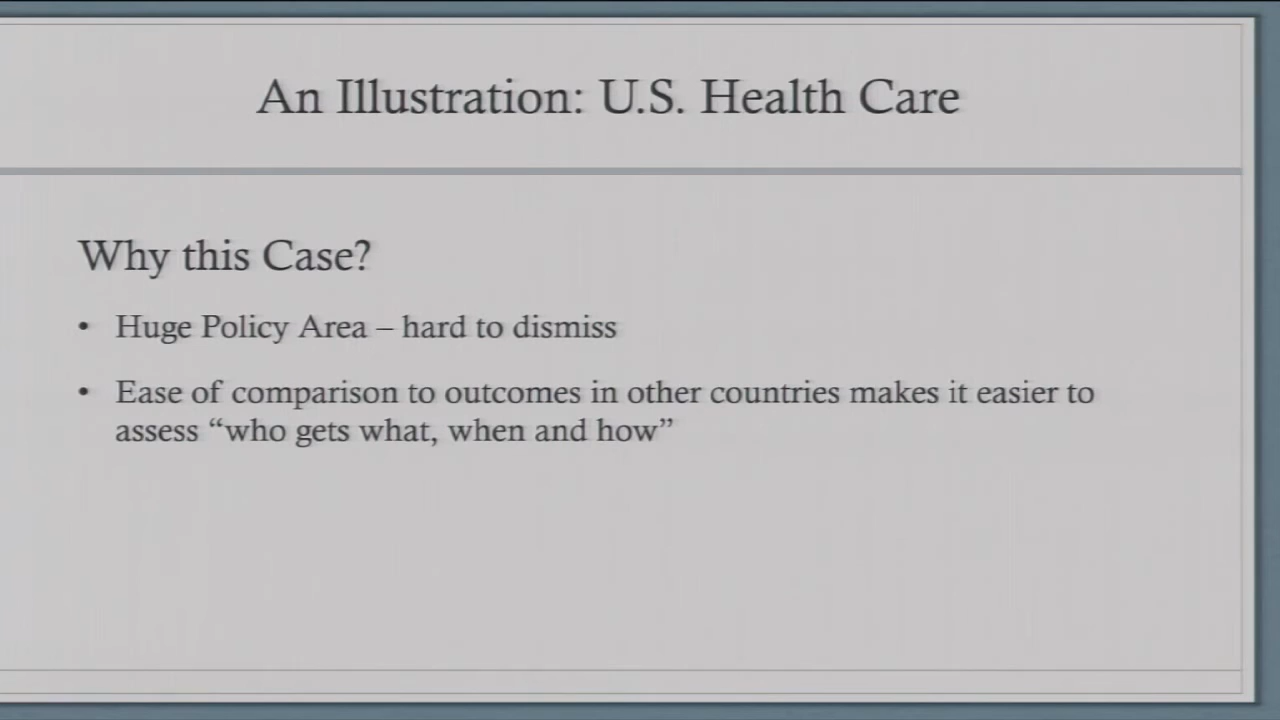 An Illustration: U.S. Health Care
Why this Case?
• Huge Policy Area – hard to dismiss
• Ease of comparison to outcomes in other countries makes it easier to
assess “who gets what, when and how”